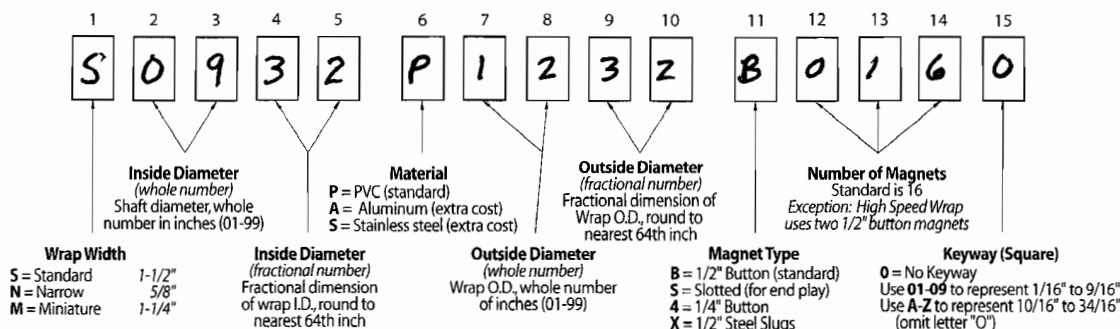 1 2 3 4 5 6 7 8 9 10 11 12 13 14 15
S 0 9 3 2 P 1 2 3 2 B 0 1 6 0
Inside Diameter
(whole number)
Shaft diameter, whole
number in inches (01-99)
Material
P = PVC (standard)
A = Aluminum (extra cost)
S = Stainless steel (extra cost)
Outside Diameter
(fractional number)
Fractional dimension of
Wrap O.D., round to
nearest 64th inch
Number of Magnets
Standard is 16
Exception: High Speed Wrap
uses two 1/2" button magnets
Wrap Width
S = Standard 1-1/2"
N = Narrow 5/8"
M = Miniature 1-1/4"
Inside Diameter
(fractional number)
Fractional dimension
of wrap I.D., round to
nearest 64th inch
Outside Diameter
(whole number)
Wrap O.D., whole number
of inches (01-99)
Magnet Type
B = 1/2" Button (standard)
S = Slotted (for end play)
4 = 1/4" Button
X = 1/2" Steel Slugs
Keyway (Square)
0 = No Keyway
Use 01-09 to represent 1/16" to 9/16"
Use A-Z to represent 10/16" to 34/16"
(omit letter "O")